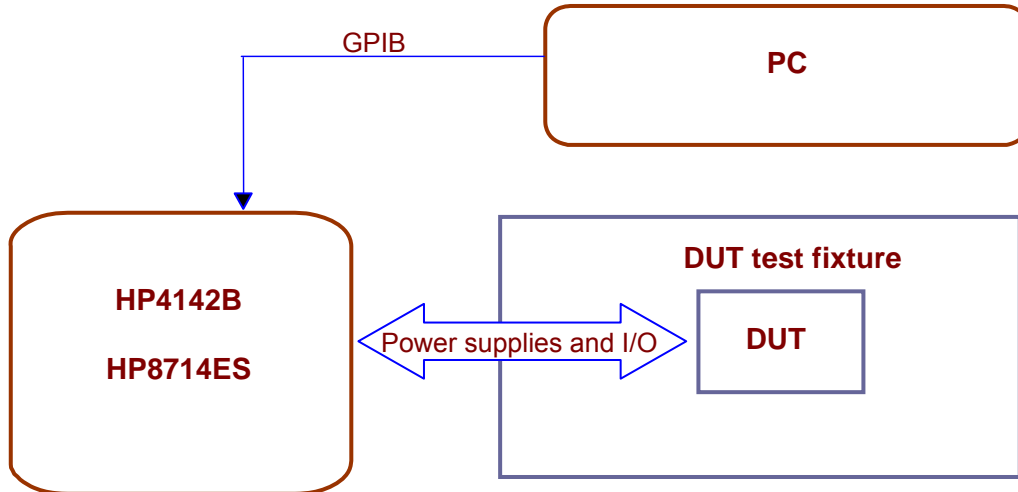 GPIB
PC
HP4142B
HP8714ES
Power supplies and I/O
DUT test fixture
DUT